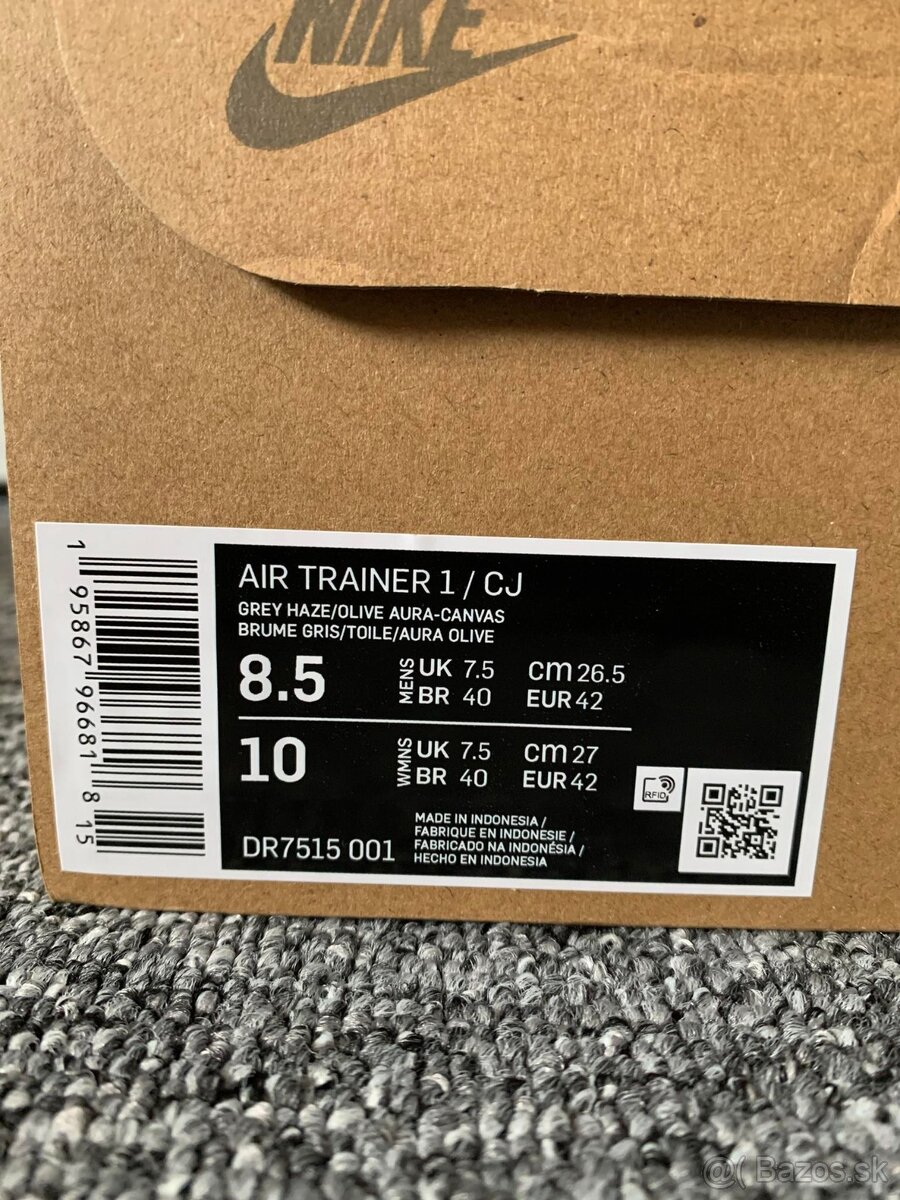 NIKE
AIR TRAINER 1 / CJ
GREY HAZE/OLIVE AURA-CANVAS
BRUME GRIS/TOILE/AURA OLIVE
8.5 MENS UK 7.5 cm 26.5
BR 40 EUR 42
10 WMNS UK 7.5 cm 27
BR 40 EUR 42
RFID
DR7515 001
MADE IN INDONESIA /
FABRIQUE EN INDONESIE /
FABRICADO NA INDONÉSIA /
HECHO EN INDONESIA
1 95867 96681 8 15
@( Bazos.sk